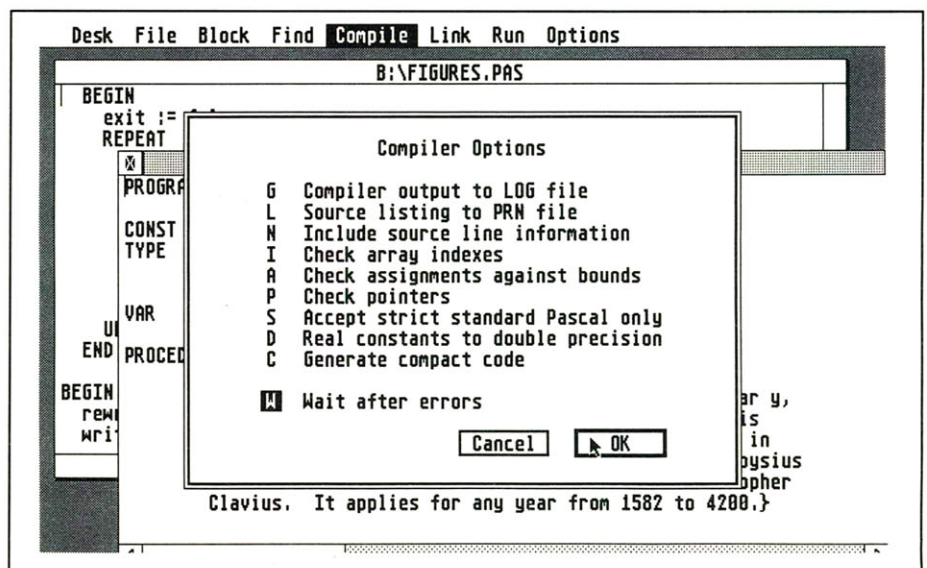 Desk File Block Find Compile Link Run Options
B:\FIGURES.PAS
BEGIN
exit :=
REPEAT
PROGRA
CONST
TYPE
VAR
PROCED
UN
END
BEGIN
rewr
writ
Compiler Options
G Compiler output to LOG file
L Source listing to PRN file
N Include source line information
I Check array indexes
A Check assignments against bounds
P Check pointers
S Accept strict standard Pascal only
D Real constants to double precision
C Generate compact code
W Wait after errors
Cancel OK
ar y,
is
in
oysius
opher
Clavius. It applies for any year from 1582 to 4200.}